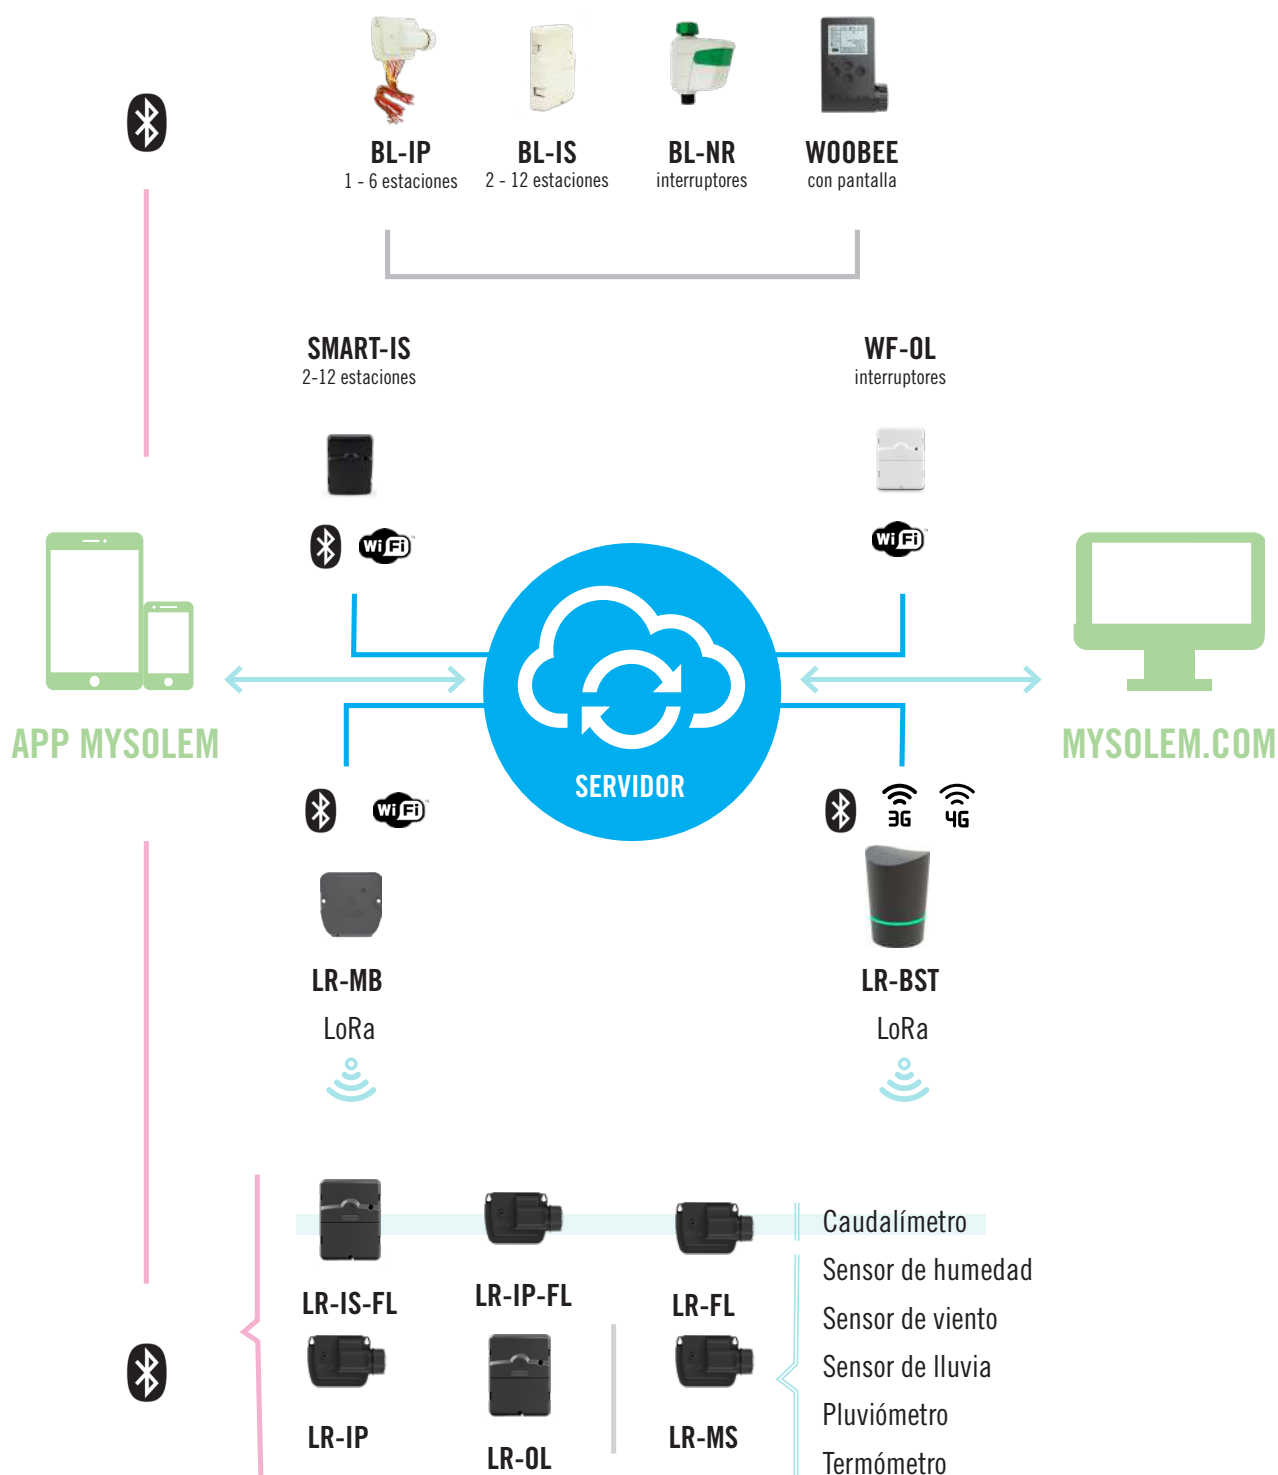 BL-IP
1 - 6 estaciones
BL-IS
2 - 12 estaciones
BL-NR
interruptores
WOOBEE
con pantalla
SMART-IS
2-12 estaciones
WF-OL
interruptores
Wi Fi
Wi Fi
APP MYSOLEM
SERVIDOR
MYSOLEM.COM
Wi Fi
3G
4G
LR-MB
LoRa
LR-BST
LoRa
LR-IS-FL
LR-IP-FL
LR-FL
LR-IP
LR-OL
LR-MS
Caudalímetro
Sensor de humedad
Sensor de viento
Sensor de lluvia
Pluviómetro
Termómetro